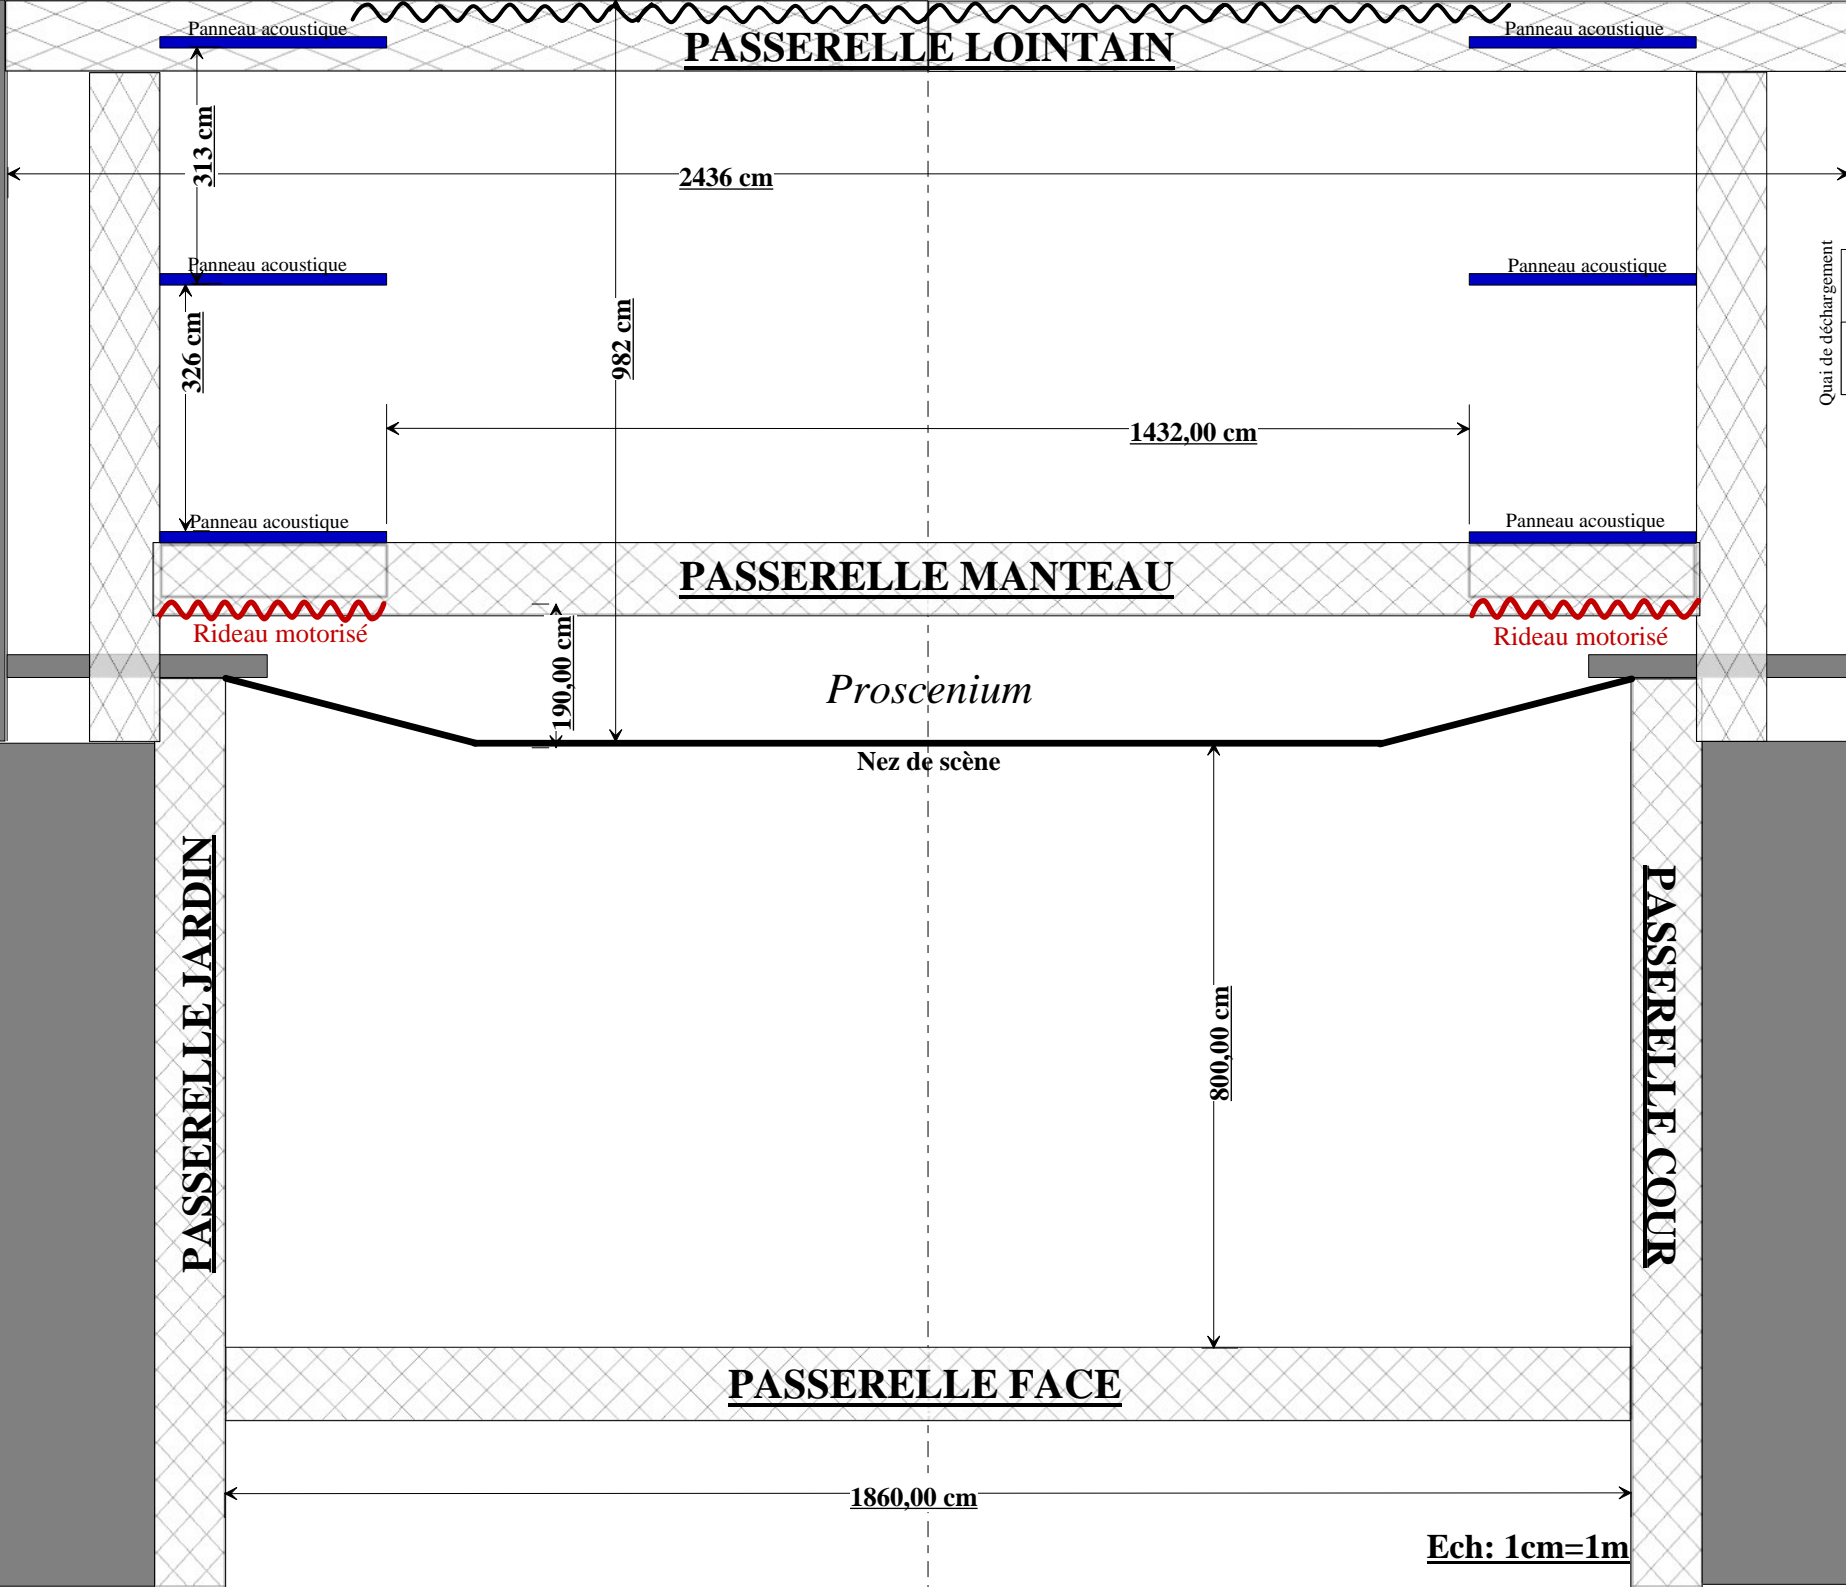 Panneau acoustique
Panneau acoustique
PASSERELLE LOINTAIN
313 cm
2436 cm
Panneau acoustique
Panneau acoustique
Quai de déchargement
326 cm
982 cm
1432,00 cm
Panneau acoustique
Panneau acoustique
PASSERELLE MANTEAU
Rideau motorisé
Rideau motorisé
190,00 cm
Proscenium
Nez de scène
PASSERELLE JARDIN
PASSERELLE COUR
800,00 cm
PASSERELLE FACE
1860,00 cm
Ech: 1cm=1m